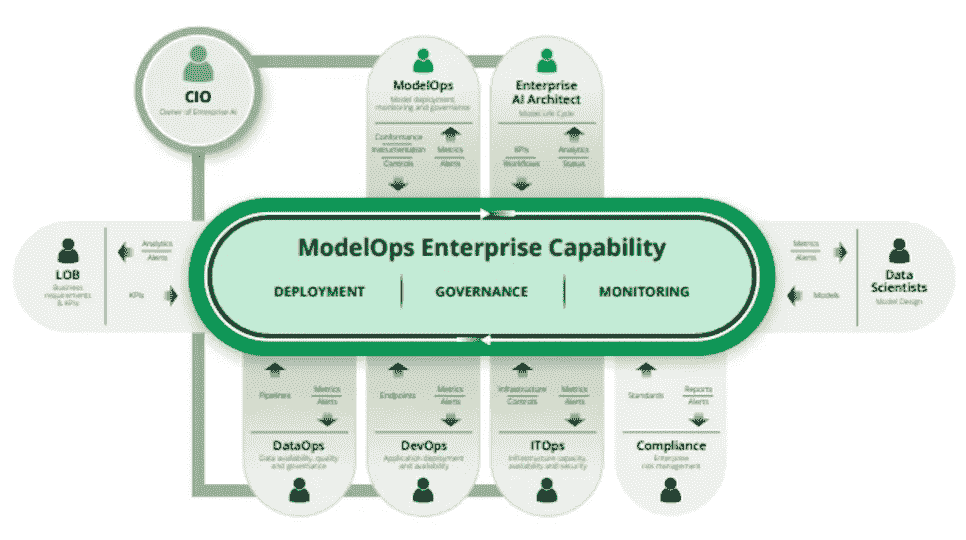 CIO
Owner of Enterprise AI
ModelOps
Model deployment,
monitoring and governance
Conformance
Instrumentation
Controls
Metrics
Alerts
Enterprise
AI Architect
Model Life Cycle
KPIs
Workflows
Analytics
Status
LOB
Business
requirements
& KPIs
Analytics
Alerts
KPIs
ModelOps Enterprise Capability
DEPLOYMENT
GOVERNANCE
MONITORING
Metrics
Alerts
Models
Data
Scientists
Model Design
Pipelines
Metrics
Alerts
DataOps
Data availability, quality
and governance
Endpoints
Metrics
Alerts
DevOps
Application deployment
and availability
Infrastructure
Controls
Metrics
Alerts
ITOps
Infrastructure capacity,
availability and security
Standards
Reports
Alerts
Compliance
Enterprise
risk management